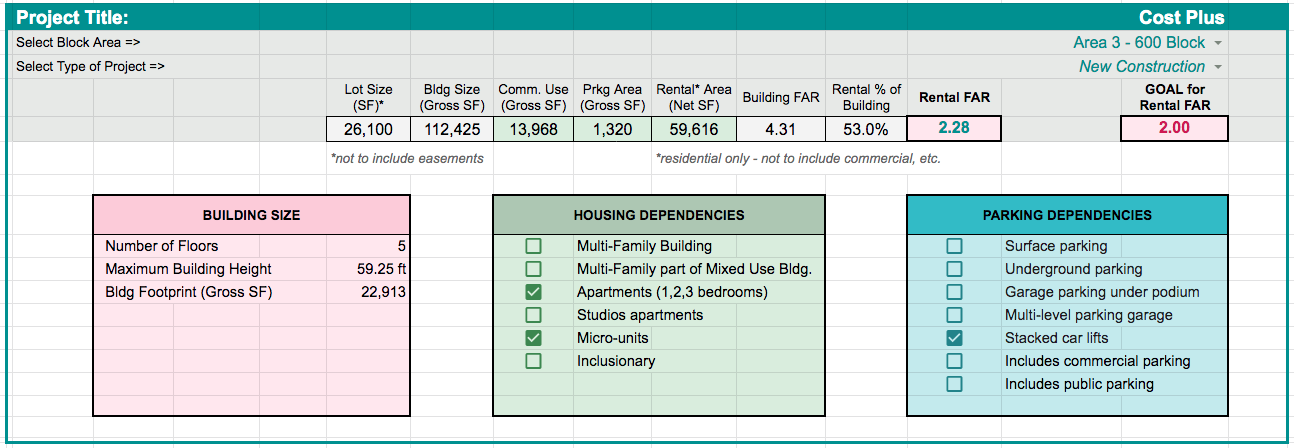 Project Title: Cost Plus
Select Block Area => Area 3 - 600 Block
Select Type of Project => New Construction
Lot Size (SF)* Bldg Size (Gross SF) Comm. Use (Gross SF) Prkg Area (Gross SF) Rental* Area (Net SF) Building FAR Rental % of Building Rental FAR GOAL for Rental FAR
26,100 112,425 13,968 1,320 59,616 4.31 53.0% 2.28 2.00
*not to include easements *residential only - not to include commercial, etc.
BUILDING SIZE
Number of Floors 5
Maximum Building Height 59.25 ft
Bldg Footprint (Gross SF) 22,913
HOUSING DEPENDENCIES
Multi-Family Building
Multi-Family part of Mixed Use Bldg.
Apartments (1,2,3 bedrooms)
Studios apartments
Micro-units
Inclusionary
PARKING DEPENDENCIES
Surface parking
Underground parking
Garage parking under podium
Multi-level parking garage
Stacked car lifts
Includes commercial parking
Includes public parking